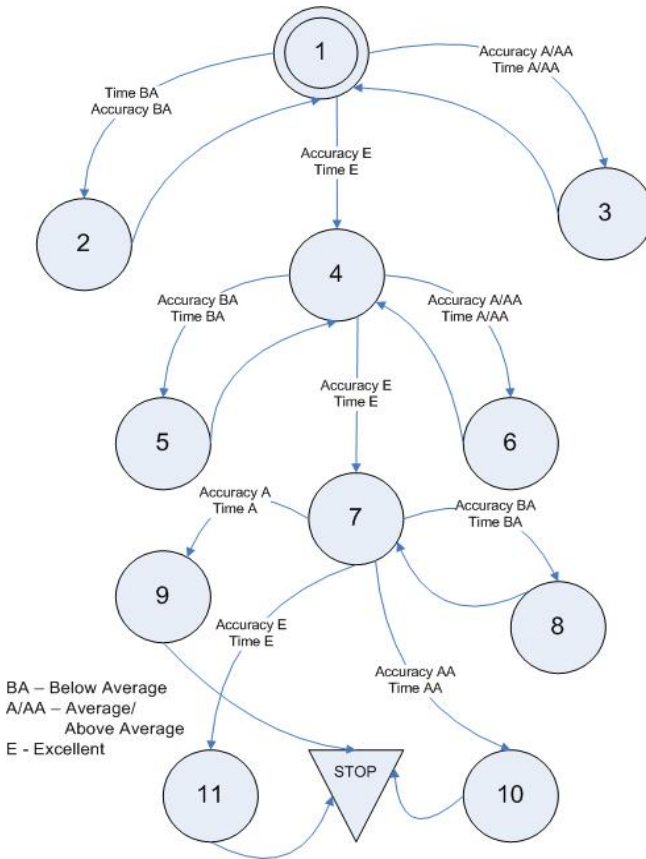 1
Accuracy A/AA
Time A/AA
Time BA
Accuracy BA
Accuracy E
Time E
2
3
4
Accuracy BA
Time BA
Accuracy A/AA
Time A/AA
Accuracy E
Time E
5
6
7
Accuracy A
Time A
Accuracy BA
Time BA
9
8
Accuracy E
Time E
Accuracy AA
Time AA
BA – Below Average
A/AA – Average/
Above Average
E - Excellent
STOP
11
10